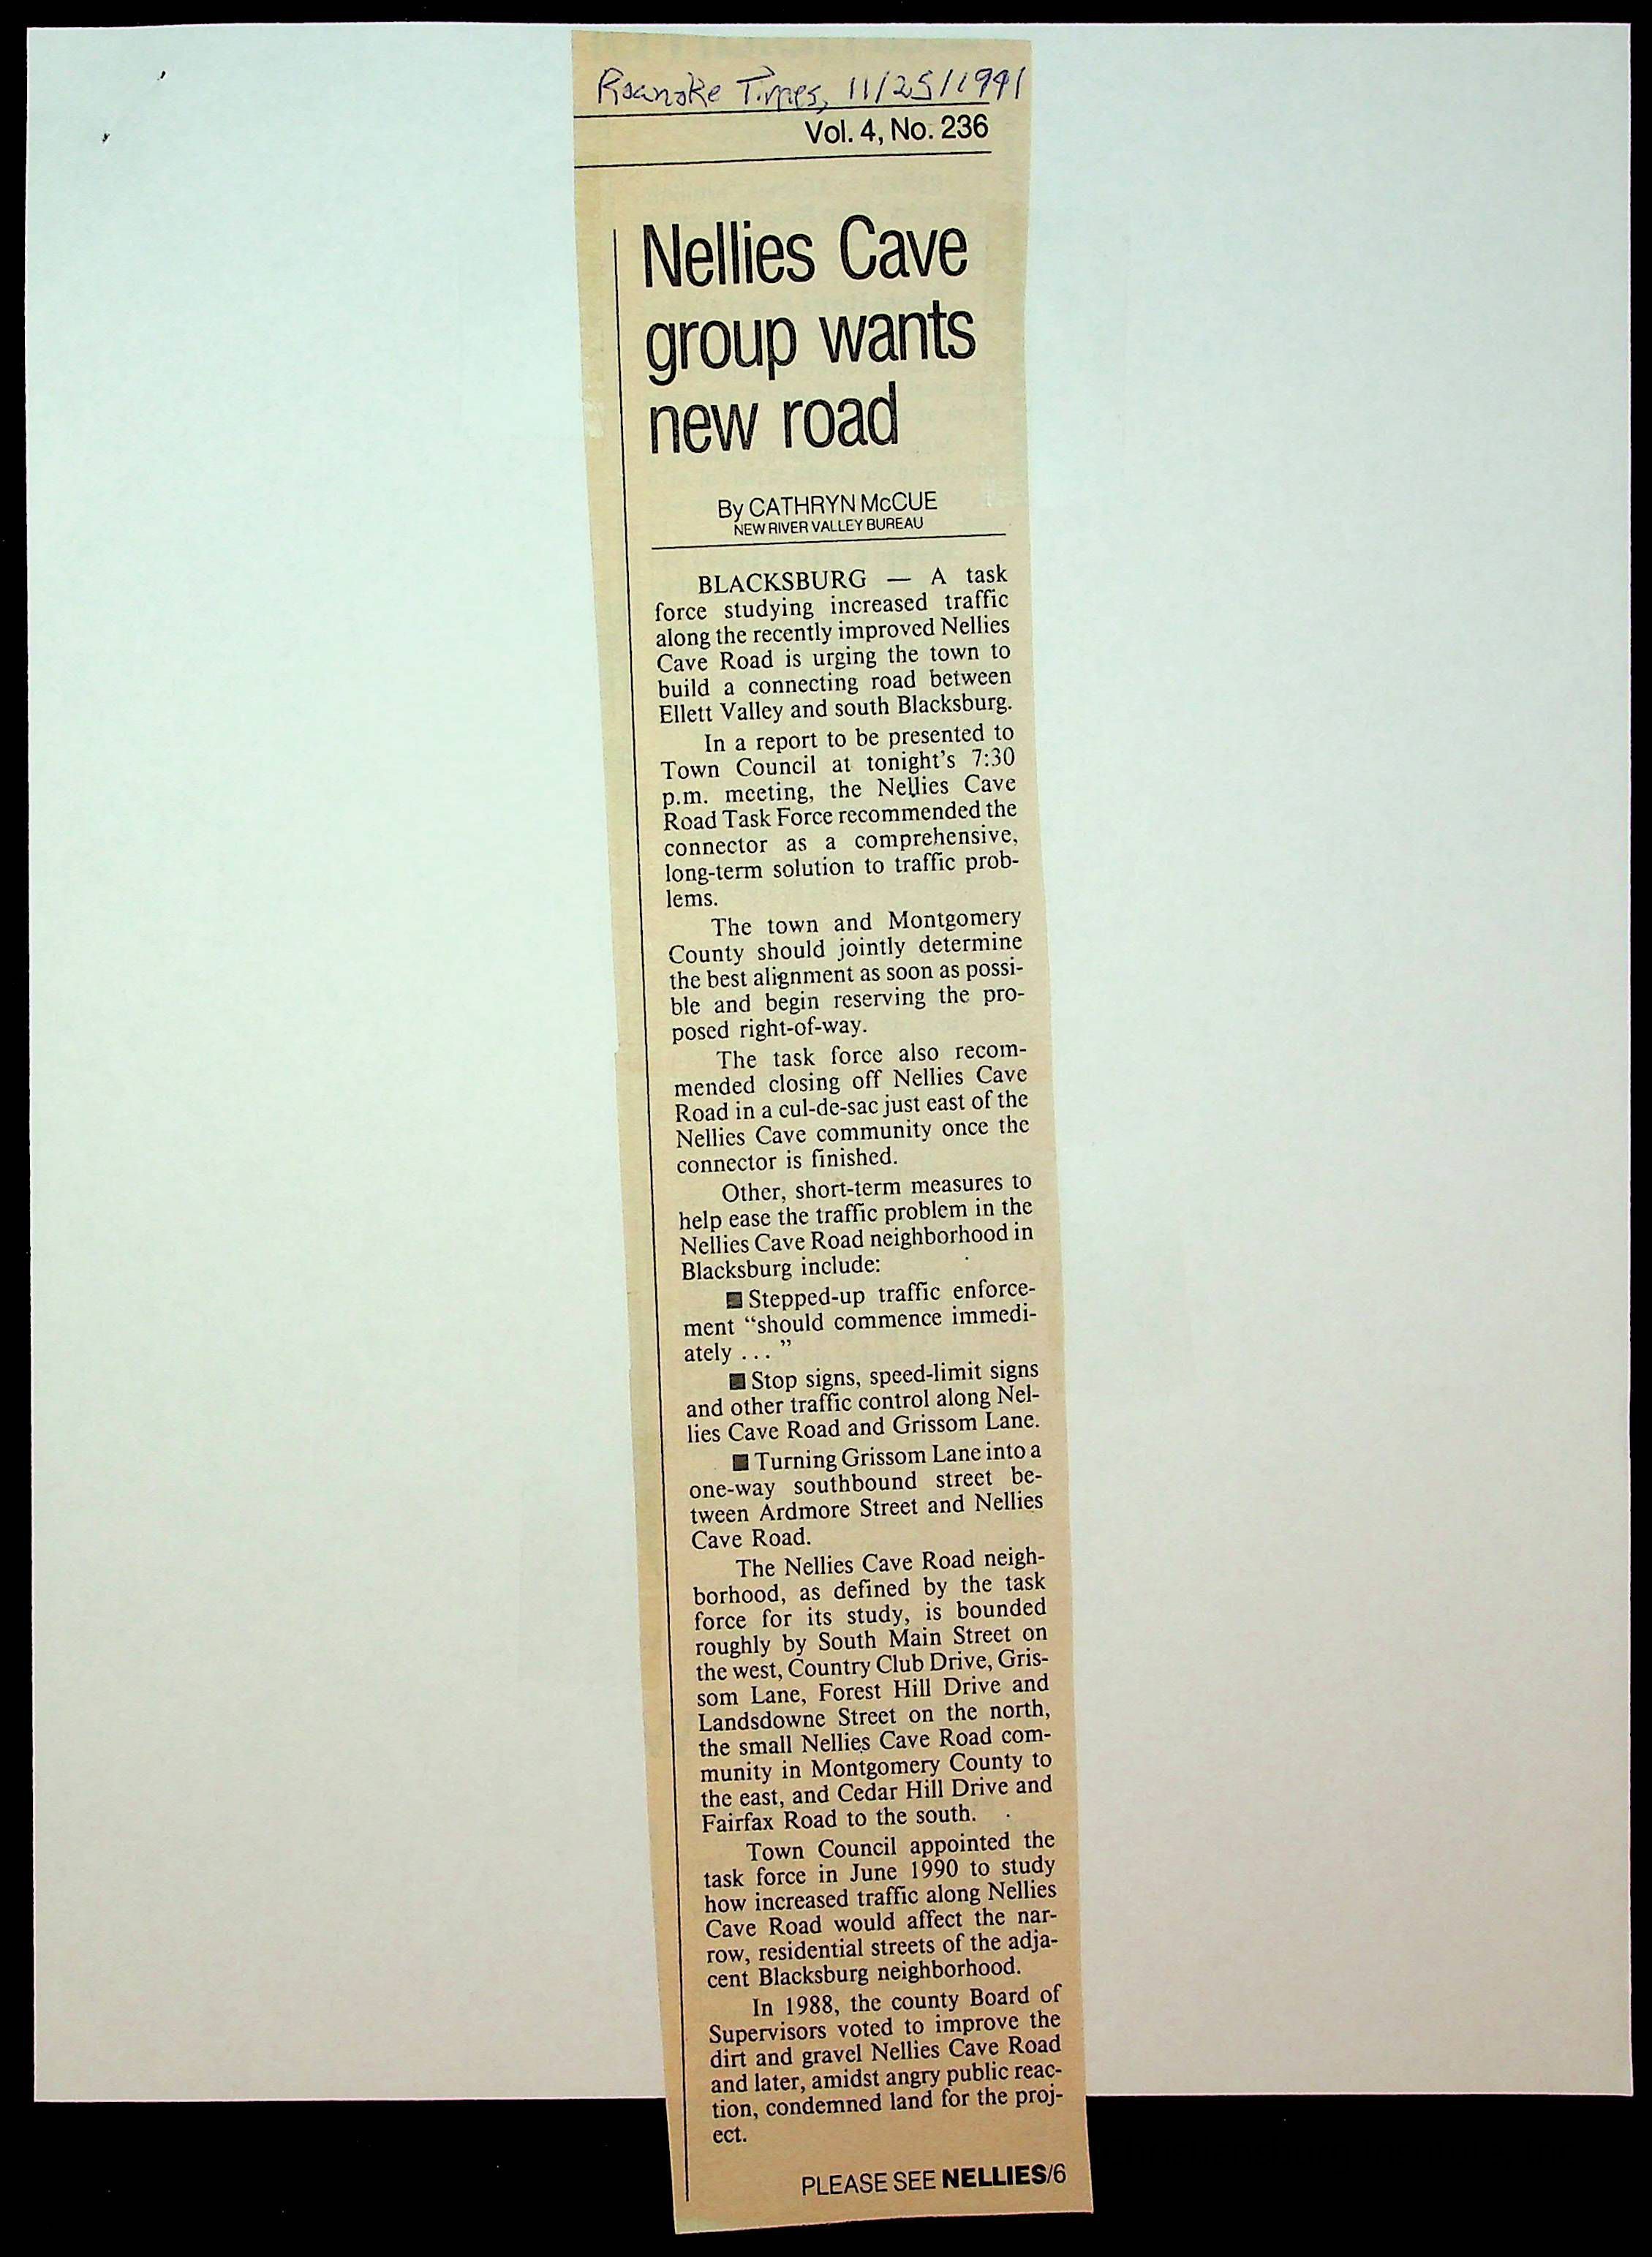 Roanoke Times, 11/25/1991
Vol. 4, No. 236
Nellies Cave
group wants
new road
By CATHRYN McCUE
NEW RIVER VALLEY BUREAU
BLACKSBURG — A task
force studying increased traffic
along the recently improved Nellies
Cave Road is urging the town to
build a connecting road between
Ellett Valley and south Blacksburg.
In a report to be presented to
Town Council at tonight's 7:30
p.m. meeting, the Nellies Cave
Road Task Force recommended the
connector as a comprehensive,
long-term solution to traffic prob-
lems.
The town and Montgomery
County should jointly determine
the best alignment as soon as possi-
ble and begin reserving the pro-
posed right-of-way.
The task force also recom-
mended closing off Nellies Cave
Road in a cul-de-sac just east of the
Nellies Cave community once the
connector is finished.
Other, short-term measures to
help ease the traffic problem in the
Nellies Cave Road neighborhood in
Blacksburg include:
■ Stepped-up traffic enforce-
ment “should commence immedi-
ately . . . ”
■ Stop signs, speed-limit signs
and other traffic control along Nel-
lies Cave Road and Grissom Lane.
■ Turning Grissom Lane into a
one-way southbound street be-
tween Ardmore Street and Nellies
Cave Road.
The Nellies Cave Road neigh-
borhood, as defined by the task
force for its study, is bounded
roughly by South Main Street on
the west, Country Club Drive, Gris-
som Lane, Forest Hill Drive and
Landsdowne Street on the north,
the small Nellies Cave Road com-
munity in Montgomery County to
the east, and Cedar Hill Drive and
Fairfax Road to the south.
Town Council appointed the
task force in June 1990 to study
how increased traffic along Nellies
Cave Road would affect the nar-
row, residential streets of the adja-
cent Blacksburg neighborhood.
In 1988, the county Board of
Supervisors voted to improve the
dirt and gravel Nellies Cave Road
and later, amidst angry public reac-
tion, condemned land for the proj-
ect.
PLEASE SEE NELLIES/6